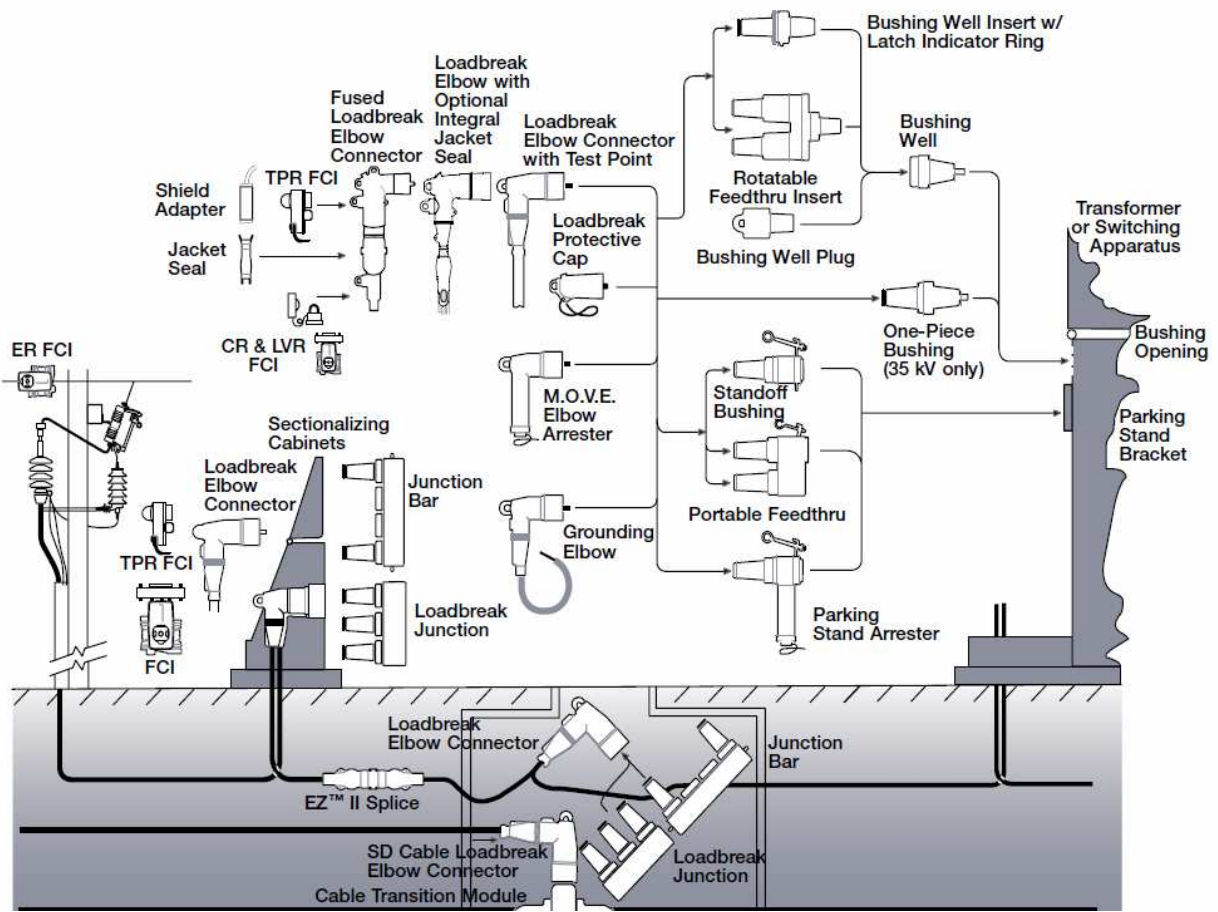 Bushing Well Insert w/
Latch Indicator Ring
Loadbreak
Elbow with
Optional
Integral
Jacket
Seal
Fused
Loadbreak
Elbow
Connector
Loadbreak
Elbow Connector
with Test Point
Bushing
Well
TPR FCI
Shield
Adapter
Rotatable
Feedthru Insert
Transformer
or Switching
Apparatus
Loadbreak
Protective
Cap
Jacket
Seal
Bushing Well Plug
CR & LVR
FCI
ER FCI
One-Piece
Bushing
(35 kV only)
Bushing
Opening
M.O.V.E.
Elbow
Arrester
Standoff
Bushing
Parking
Stand
Bracket
Sectionalizing
Cabinets
Loadbreak
Elbow
Connector
Junction
Bar
Portable Feedthru
Grounding
Elbow
TPR FCI
Loadbreak
Junction
Parking
Stand Arrester
FCI
Loadbreak
Elbow Connector
Junction
Bar
EZ™ II Splice
SD Cable Loadbreak
Elbow Connector
Loadbreak
Junction
Cable Transition Module